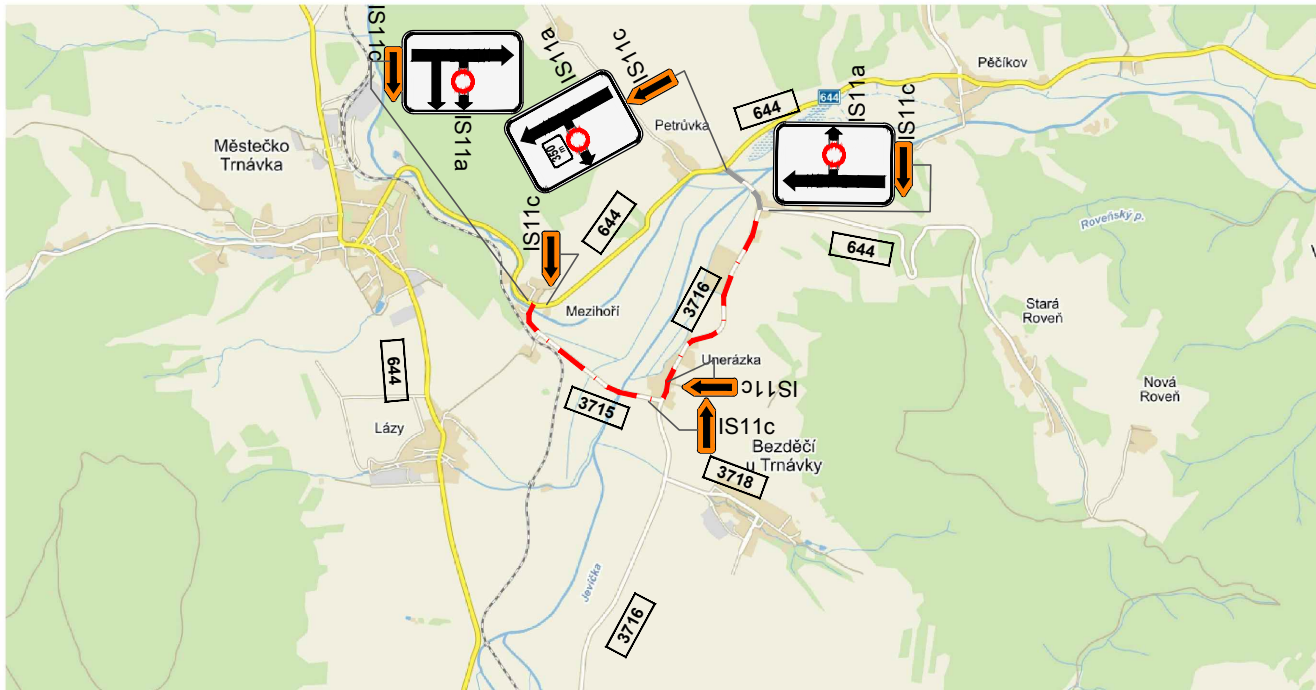 IS11c
IS11a
IS11a
350
m
IS11c
IS11a
IS11c
Pěčíkov
644
644
Petrůvka
Městečko
Trnávka
IS11c
644
644
Roveňský p.
3716
Mezihoří
Stará
Roveň
Unerázka
644
IS11c
3715
Nová
Roveň
Lázy
IS11c
Bezděčí
u Trnávky
3718
Jevíčka
3716